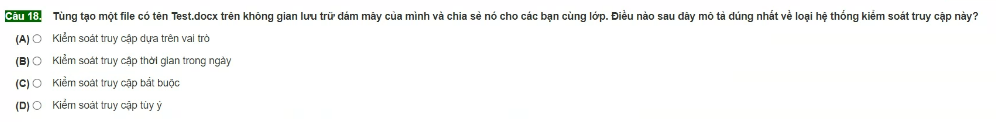 Câu 18. Tùng tạo một file có tên Test.docx trên không gian lưu trữ đám mây của mình và chia sẻ nó cho các bạn cùng lớp. Điều nào sau đây mô tả đúng nhất về loại hệ thống kiểm soát truy cập này?
(A) Kiểm soát truy cập dựa trên vai trò
(B) Kiểm soát truy cập thời gian trong ngày
(C) Kiểm soát truy cập bắt buộc
(D) Kiểm soát truy cập tùy ý